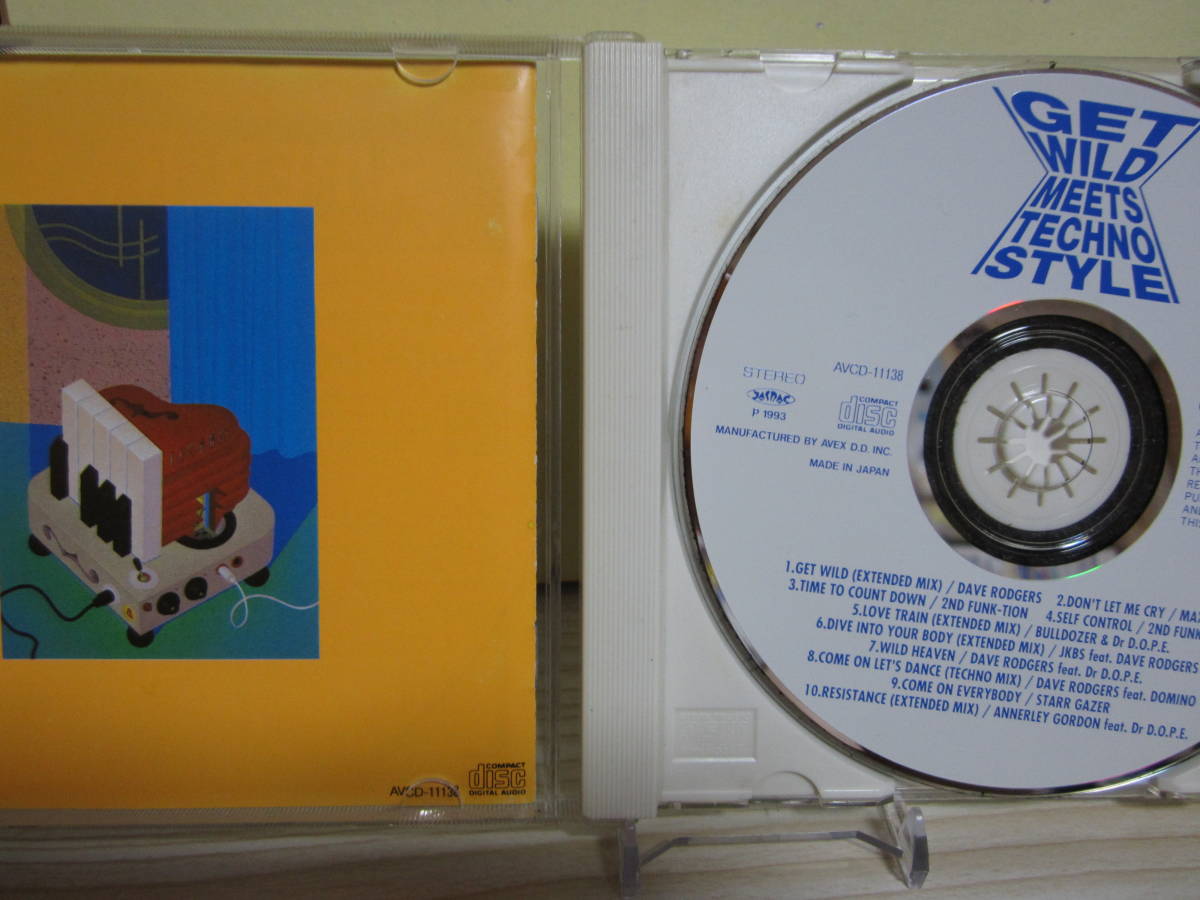 AVCD-11138
COMPACT
disc
DIGITAL AUDIO
GET
WILD
MEETS
TECHNO
STYLE
STEREO
AVCD-11138
JASRAC
COMPACT
disc
DIGITAL AUDIO
P 1993
MANUFACTURED BY AVEX D.D. INC.
MADE IN JAPAN
1.GET WILD (EXTENDED MIX) / DAVE RODGERS 2.DON'T LET ME CRY /
3.TIME TO COUNT DOWN / 2ND FUNK-TION 4.SELF CONTROL / 2ND
5.LOVE TRAIN (EXTENDED MIX) / BULLDOZER & Dr D.O.P.E.
6.DIVE INTO YOUR BODY (EXTENDED MIX) / JKBS feat. DAVE RODGERS
7.WILD HEAVEN / DAVE RODGERS feat. Dr D.O.P.E.
8.COME ON LET'S DANCE (TECHNO MIX) / DAVE RODGERS feat. DOMINO
9.COME ON EVERYBODY / STARR GAZER
10.RESISTANCE (EXTENDED MIX) / ANNERLEY GORDON feat. Dr D.O.P.E.